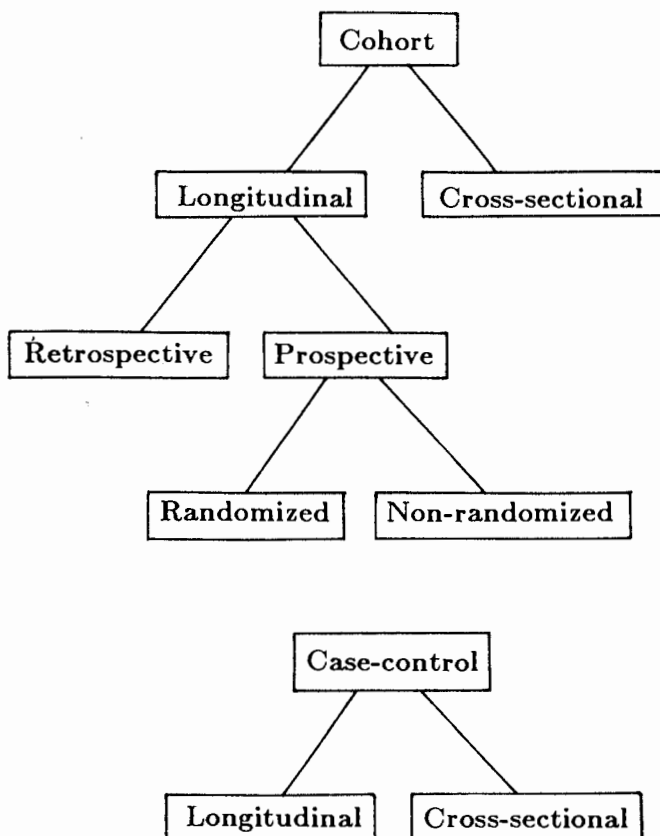 Cohort
Longitudinal Cross-sectional
Retrospective Prospective
Randomized Non-randomized
Case-control
Longitudinal Cross-sectional